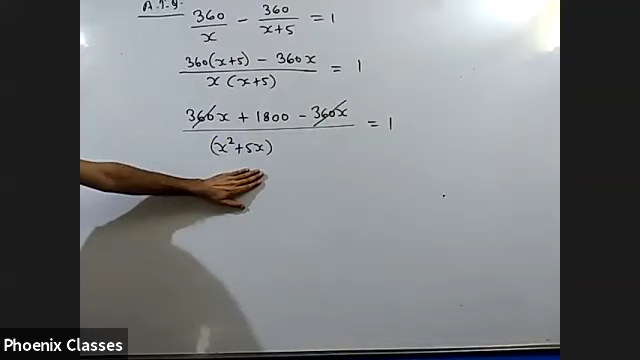 A.T.Q. 360/x - 360/x+5 = 1
360(x+5) - 360x / x(x+5) = 1
360x + 1800 - 360x / (x²+5x) = 1
Phoenix Classes